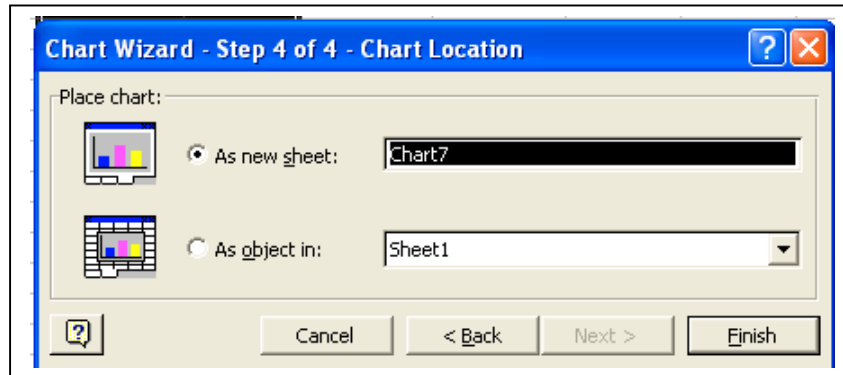 Chart Wizard - Step 4 of 4 - Chart Location
Place chart:
As new sheet: Chart7
As object in: Sheet1
Cancel < Back Next > Finish